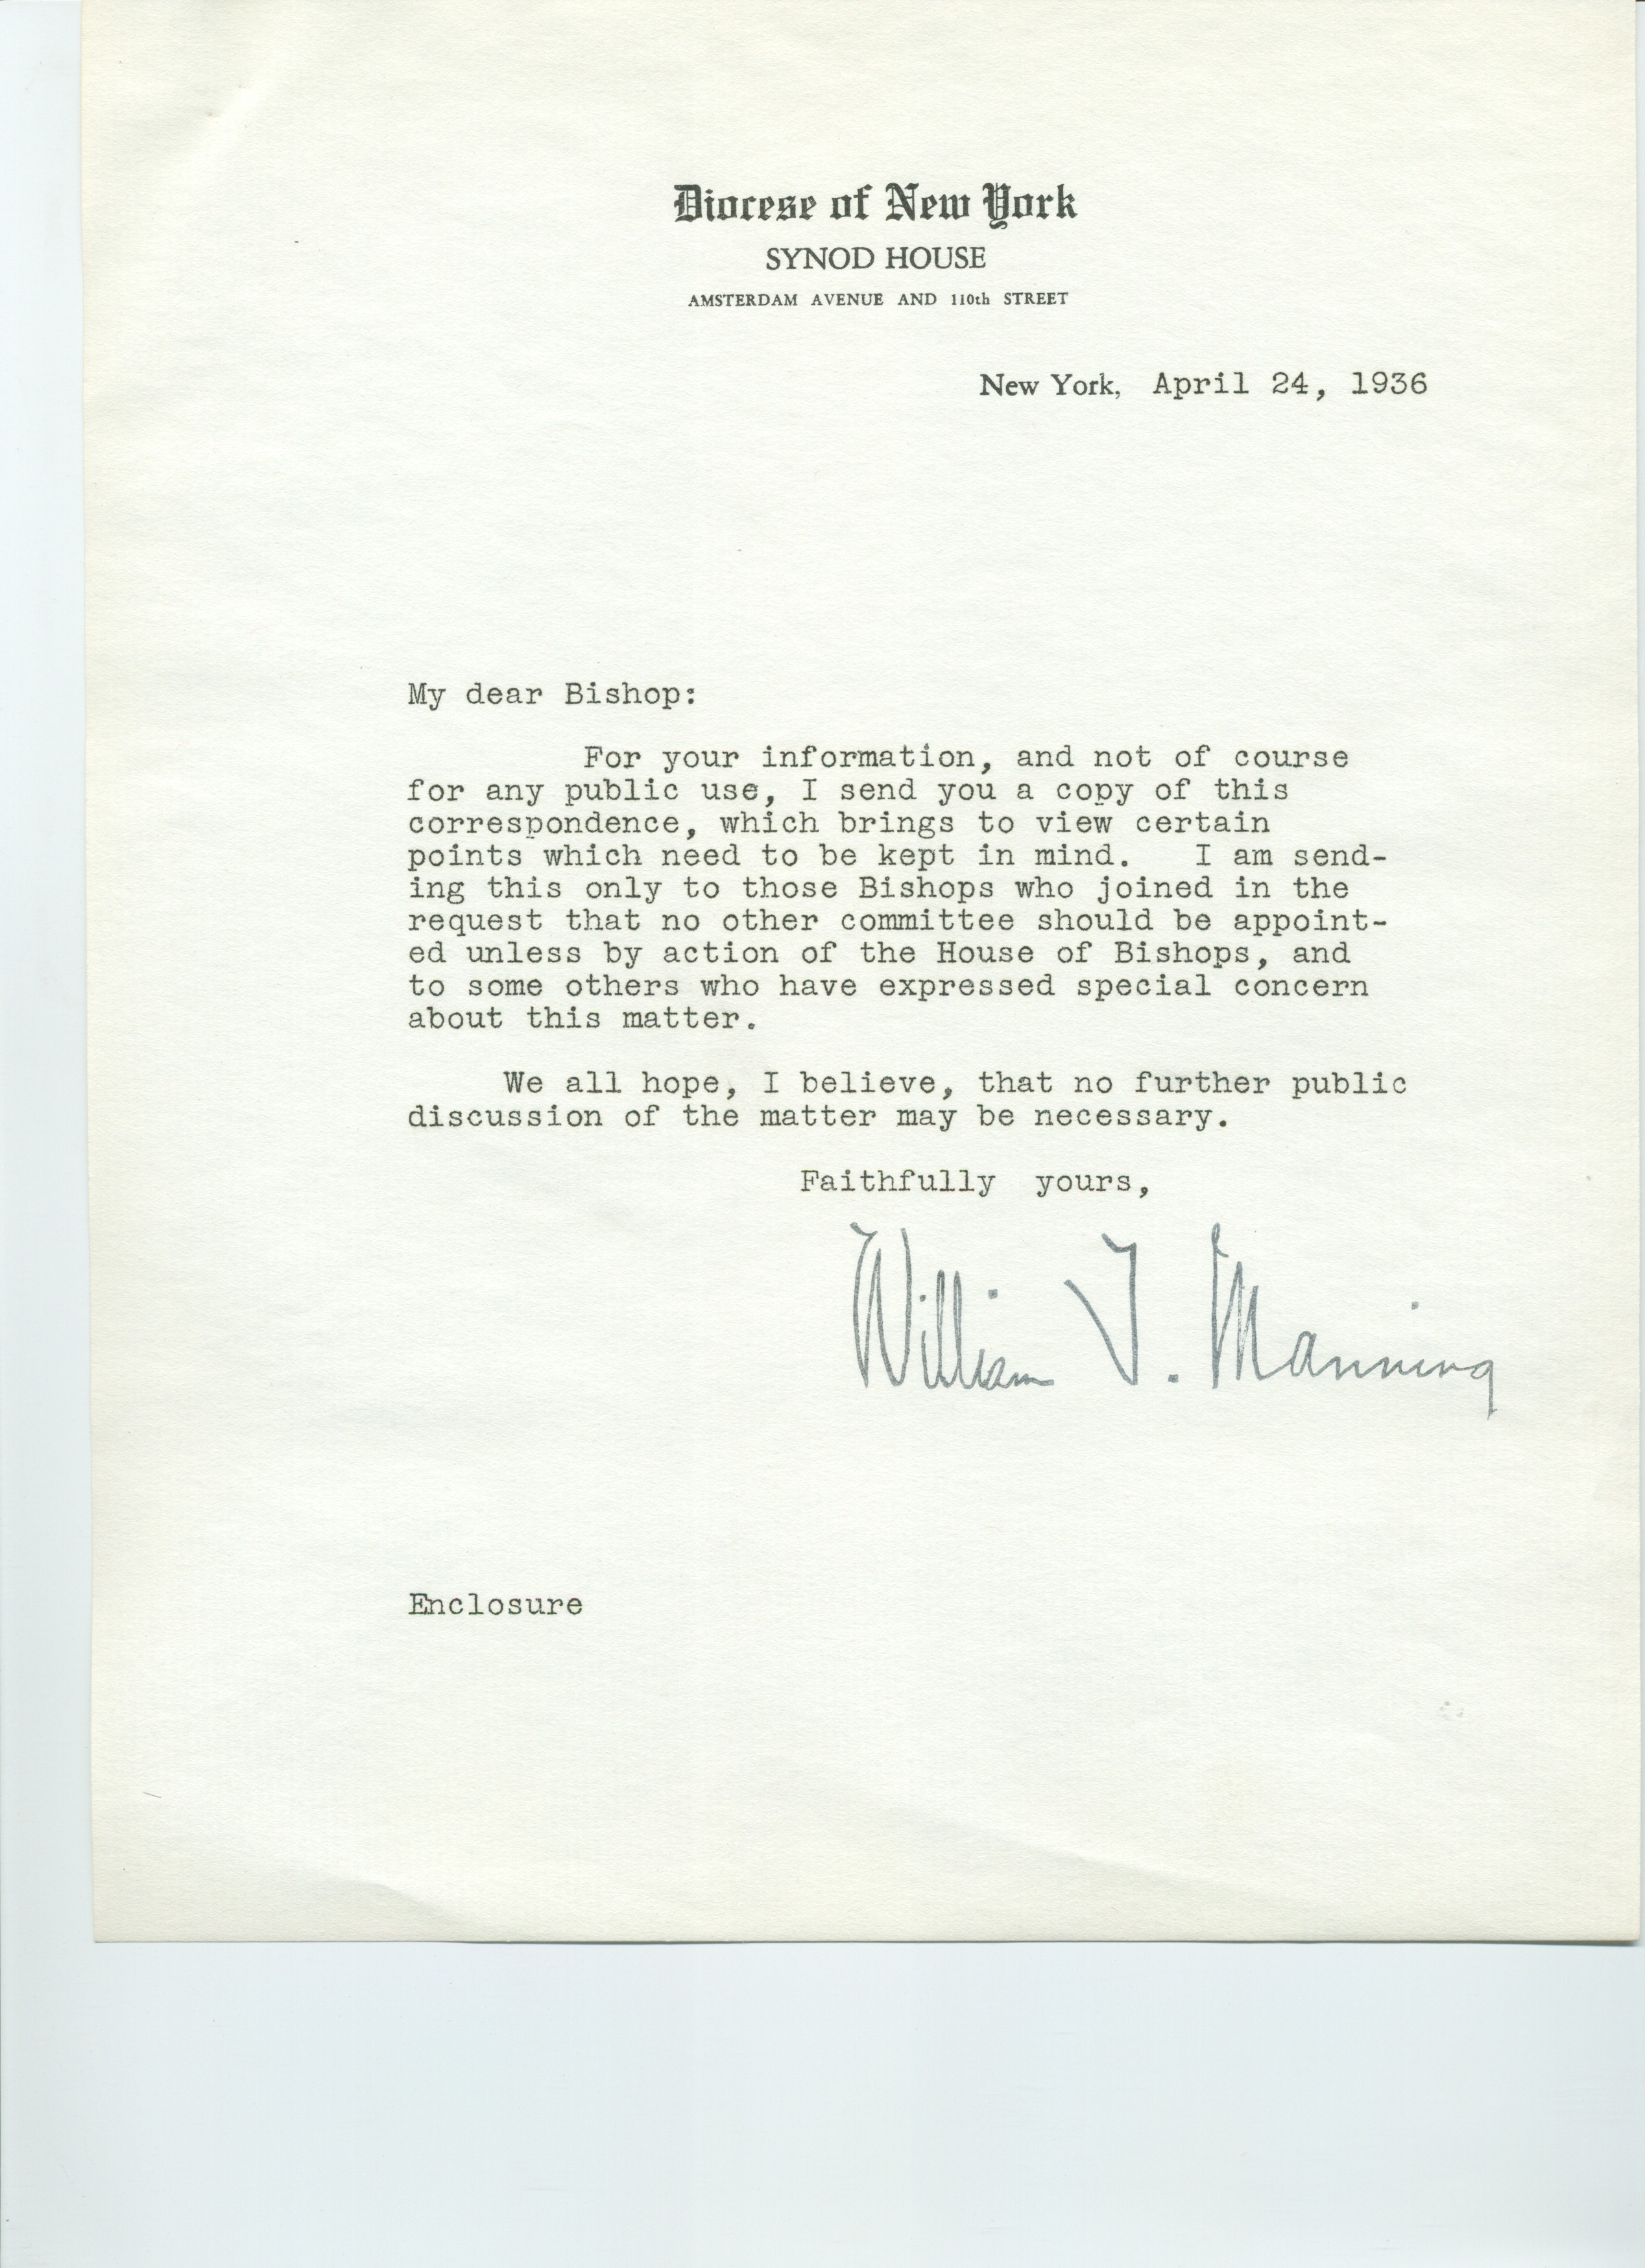 Diocese of New York
SYNOD HOUSE
AMSTERDAM AVENUE AND 110th STREET
New York, April 24, 1936
My dear Bishop:
For your information, and not of course
for any public use, I send you a copy of this
correspondence, which brings to view certain
points which need to be kept in mind. I am send-
ing this only to those Bishops who joined in the
request that no other committee should be appoint-
ed unless by action of the House of Bishops, and
to some others who have expressed special concern
about this matter.
We all hope, I believe, that no further public
discussion of the matter may be necessary.
Faithfully yours,
William T. Manning
Enclosure